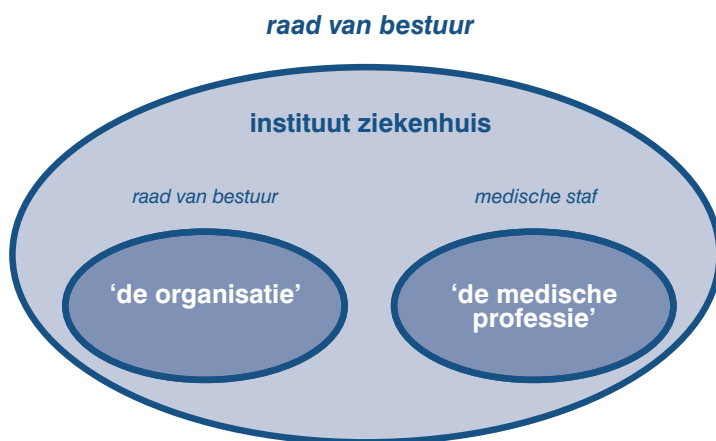 raad van bestuur
instituut ziekenhuis
raad van bestuur
medische staf
‘de organisatie’
‘de medische
professie’